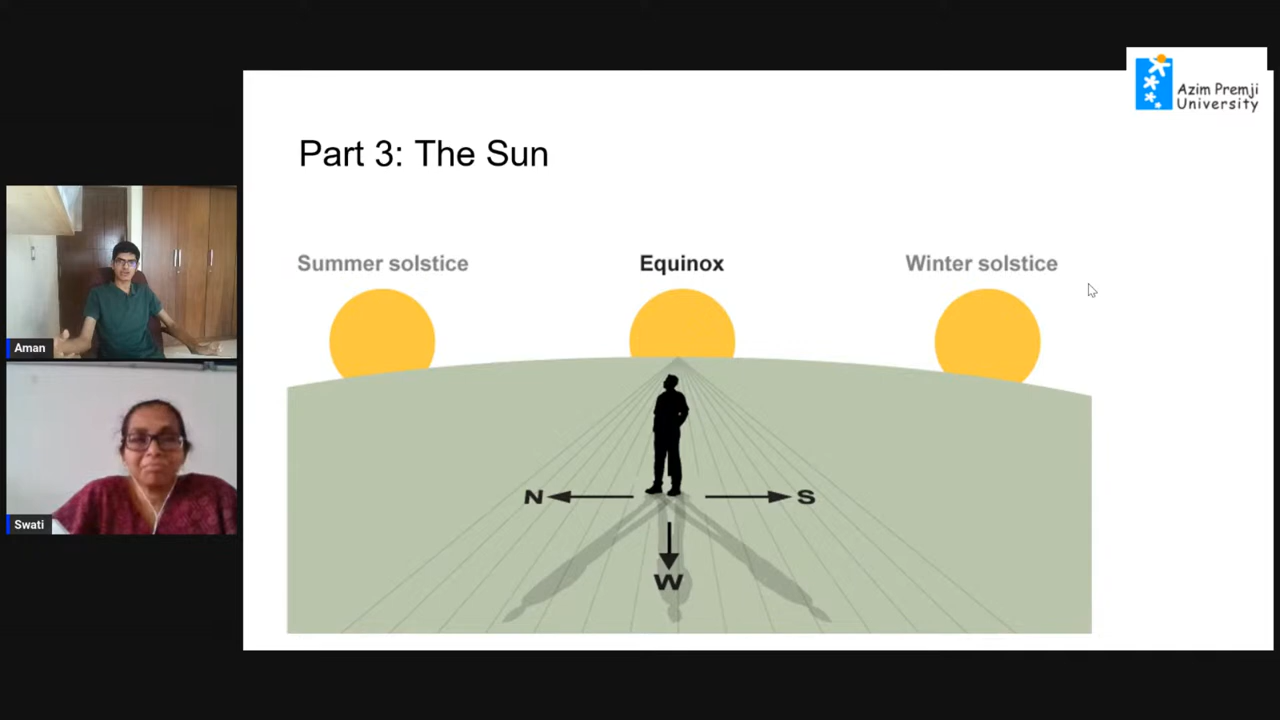 Azim Premji
University
Part 3: The Sun
Summer solstice
Equinox
Winter solstice
N
S
W
Aman
Swati